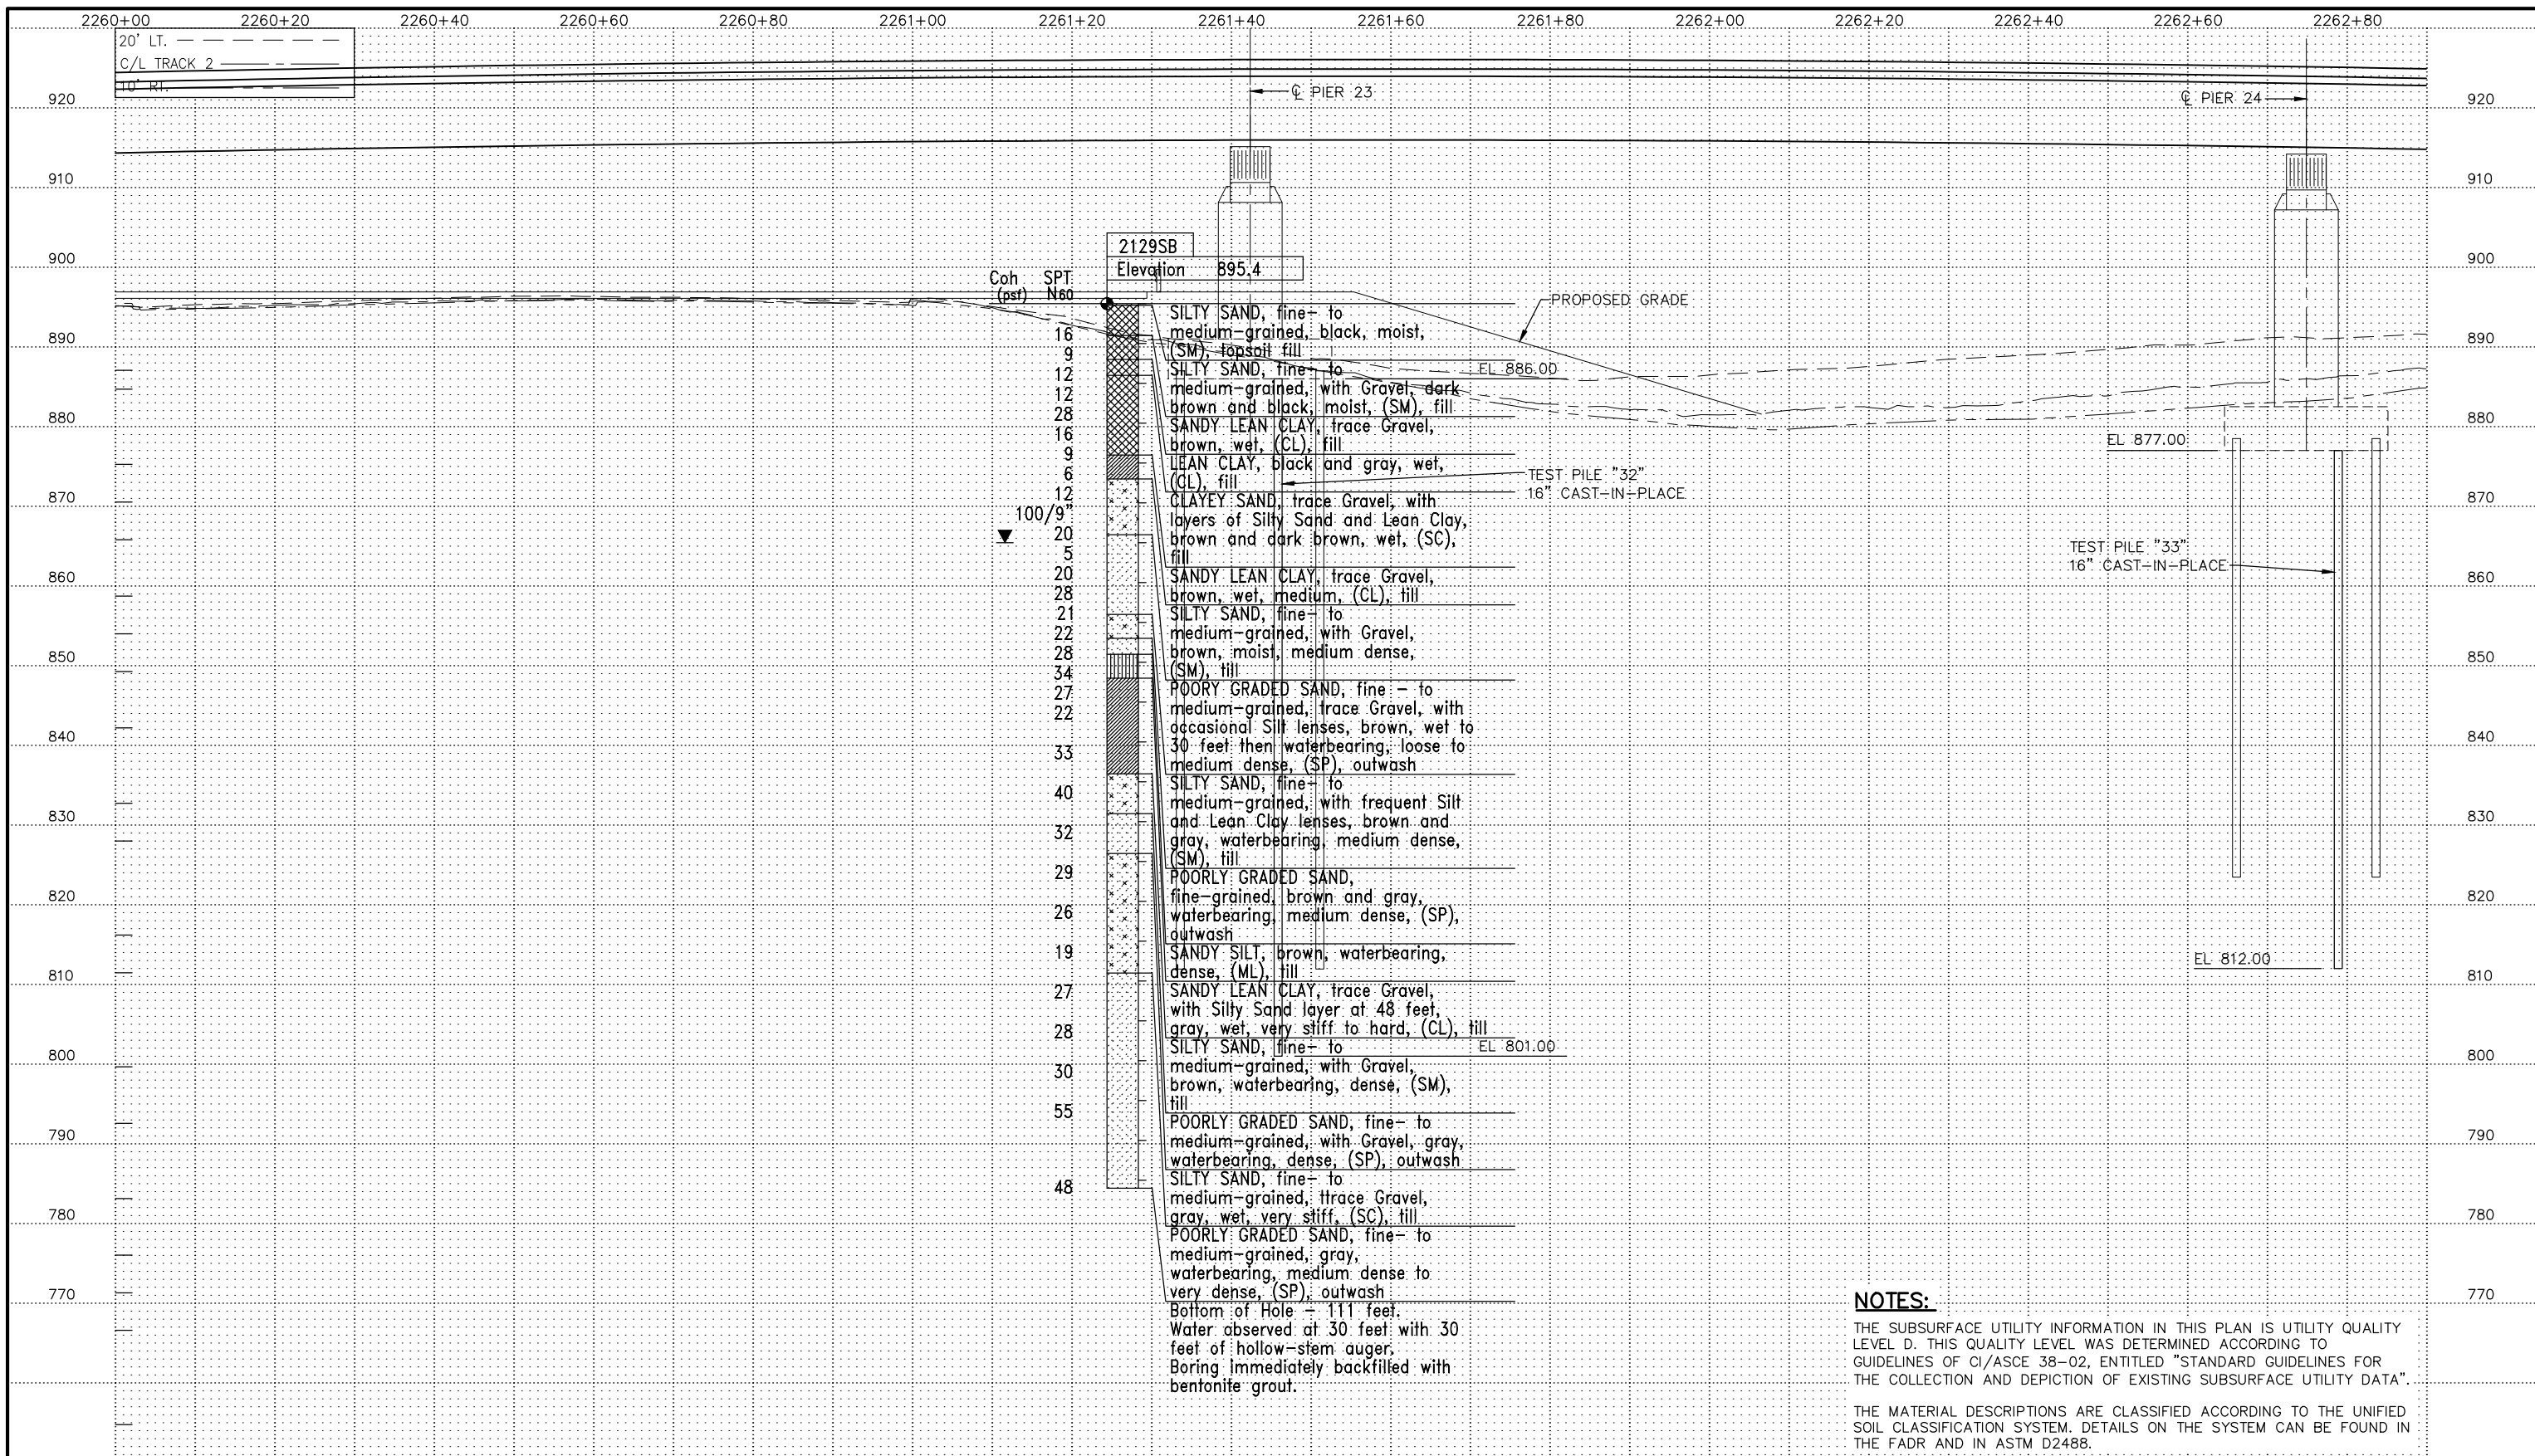 2260+00 2260+20 2260+40 2260+60 2260+80 2261+00 2261+20 2261+40 2261+60 2261+80 2262+00 2262+20 2262+40 2262+60 2262+80
20' LT.
C/L TRACK 2
10' RT.
920 920
℄ PIER 23
℄ PIER 24
910 910
900 900
2129SB
Elevation 895.4
Coh SPT
(psf) N60
PROPOSED GRADE
890 890
880 880
870
860 860
850 850
840 840
830 830
820 820
810 810
800 800
790 790
780 780
770 770
16
9
12
12
28
16
9
6
12
100/9"
20
5
20
28
21
22
28
34
27
22
33
40
32
29
26
19
27
28
30
55
48
SILTY SAND, fine- to
medium-grained, black, moist,
(SM), topsoil fill
SILTY SAND, fine- to
medium-grained, with Gravel, dark
brown and black, moist, (SM), fill
SANDY LEAN CLAY, trace Gravel,
brown, wet, (CL), fill
LEAN CLAY, black and gray, wet,
(CL), fill
CLAYEY SAND, trace Gravel, with
layers of Silty Sand and Lean Clay,
brown and dark brown, wet, (SC),
fill
SANDY LEAN CLAY, trace Gravel,
brown, wet, medium, (CL), till
SILTY SAND, fine- to
medium-grained, with Gravel,
brown, moist, medium dense,
(SM), till
POORY GRADED SAND, fine - to
medium-grained, trace Gravel, with
occasional Silt lenses, brown, wet to
30 feet then waterbearing, loose to
medium dense, (SP), outwash
SILTY SAND, fine- to
medium-grained, with frequent Silt
and Lean Clay lenses, brown and
gray, waterbearing, medium dense,
(SM), till
POORLY GRADED SAND,
fine-grained, brown and gray,
waterbearing, medium dense, (SP),
outwash
SANDY SILT, brown, waterbearing,
dense, (ML), till
SANDY LEAN CLAY, trace Gravel,
with Silty Sand layer at 48 feet,
gray, wet, very stiff to hard, (CL), till
SILTY SAND, fine- to
medium-grained, with Gravel,
brown, waterbearing, dense, (SM),
till
POORLY GRADED SAND, fine- to
medium-grained, with Gravel, gray,
waterbearing, dense, (SP), outwash
SILTY SAND, fine- to
medium-grained, ttrace Gravel,
gray, wet, very stiff, (SC), till
POORLY GRADED SAND, fine- to
medium-grained, gray,
waterbearing, medium dense to
very dense, (SP), outwash
Bottom of Hole - 111 feet.
Water observed at 30 feet with 30
feet of hollow-stem auger.
Boring immediately backfilled with
bentonite grout.
EL 886.00
TEST PILE "32"
16" CAST-IN-PLACE
EL 801.00
EL 877.00
870
TEST PILE "33"
16" CAST-IN-PLACE
EL 812.00
NOTES:
THE SUBSURFACE UTILITY INFORMATION IN THIS PLAN IS UTILITY QUALITY
LEVEL D. THIS QUALITY LEVEL WAS DETERMINED ACCORDING TO
GUIDELINES OF CI/ASCE 38-02, ENTITLED "STANDARD GUIDELINES FOR
THE COLLECTION AND DEPICTION OF EXISTING SUBSURFACE UTILITY DATA".
THE MATERIAL DESCRIPTIONS ARE CLASSIFIED ACCORDING TO THE UNIFIED
SOIL CLASSIFICATION SYSTEM. DETAILS ON THE SYSTEM CAN BE FOUND IN
THE FADR AND IN ASTM D2488.